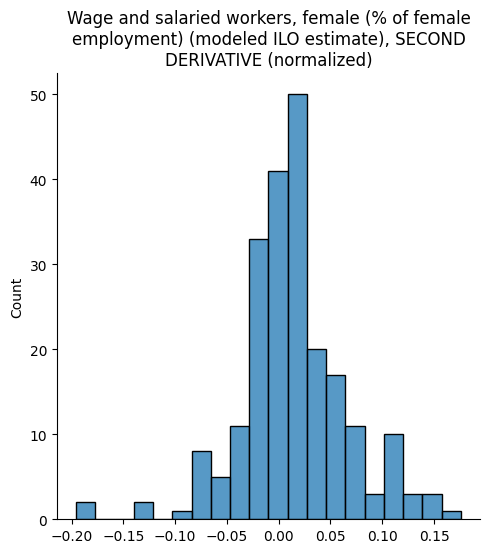 Wage and salaried workers, female (% of female
employment) (modeled ILO estimate), SECOND
DERIVATIVE (normalized)
50
40
30
20
10
0
Count
−0.20 −0.15 −0.10 −0.05 0.00 0.05 0.10 0.15